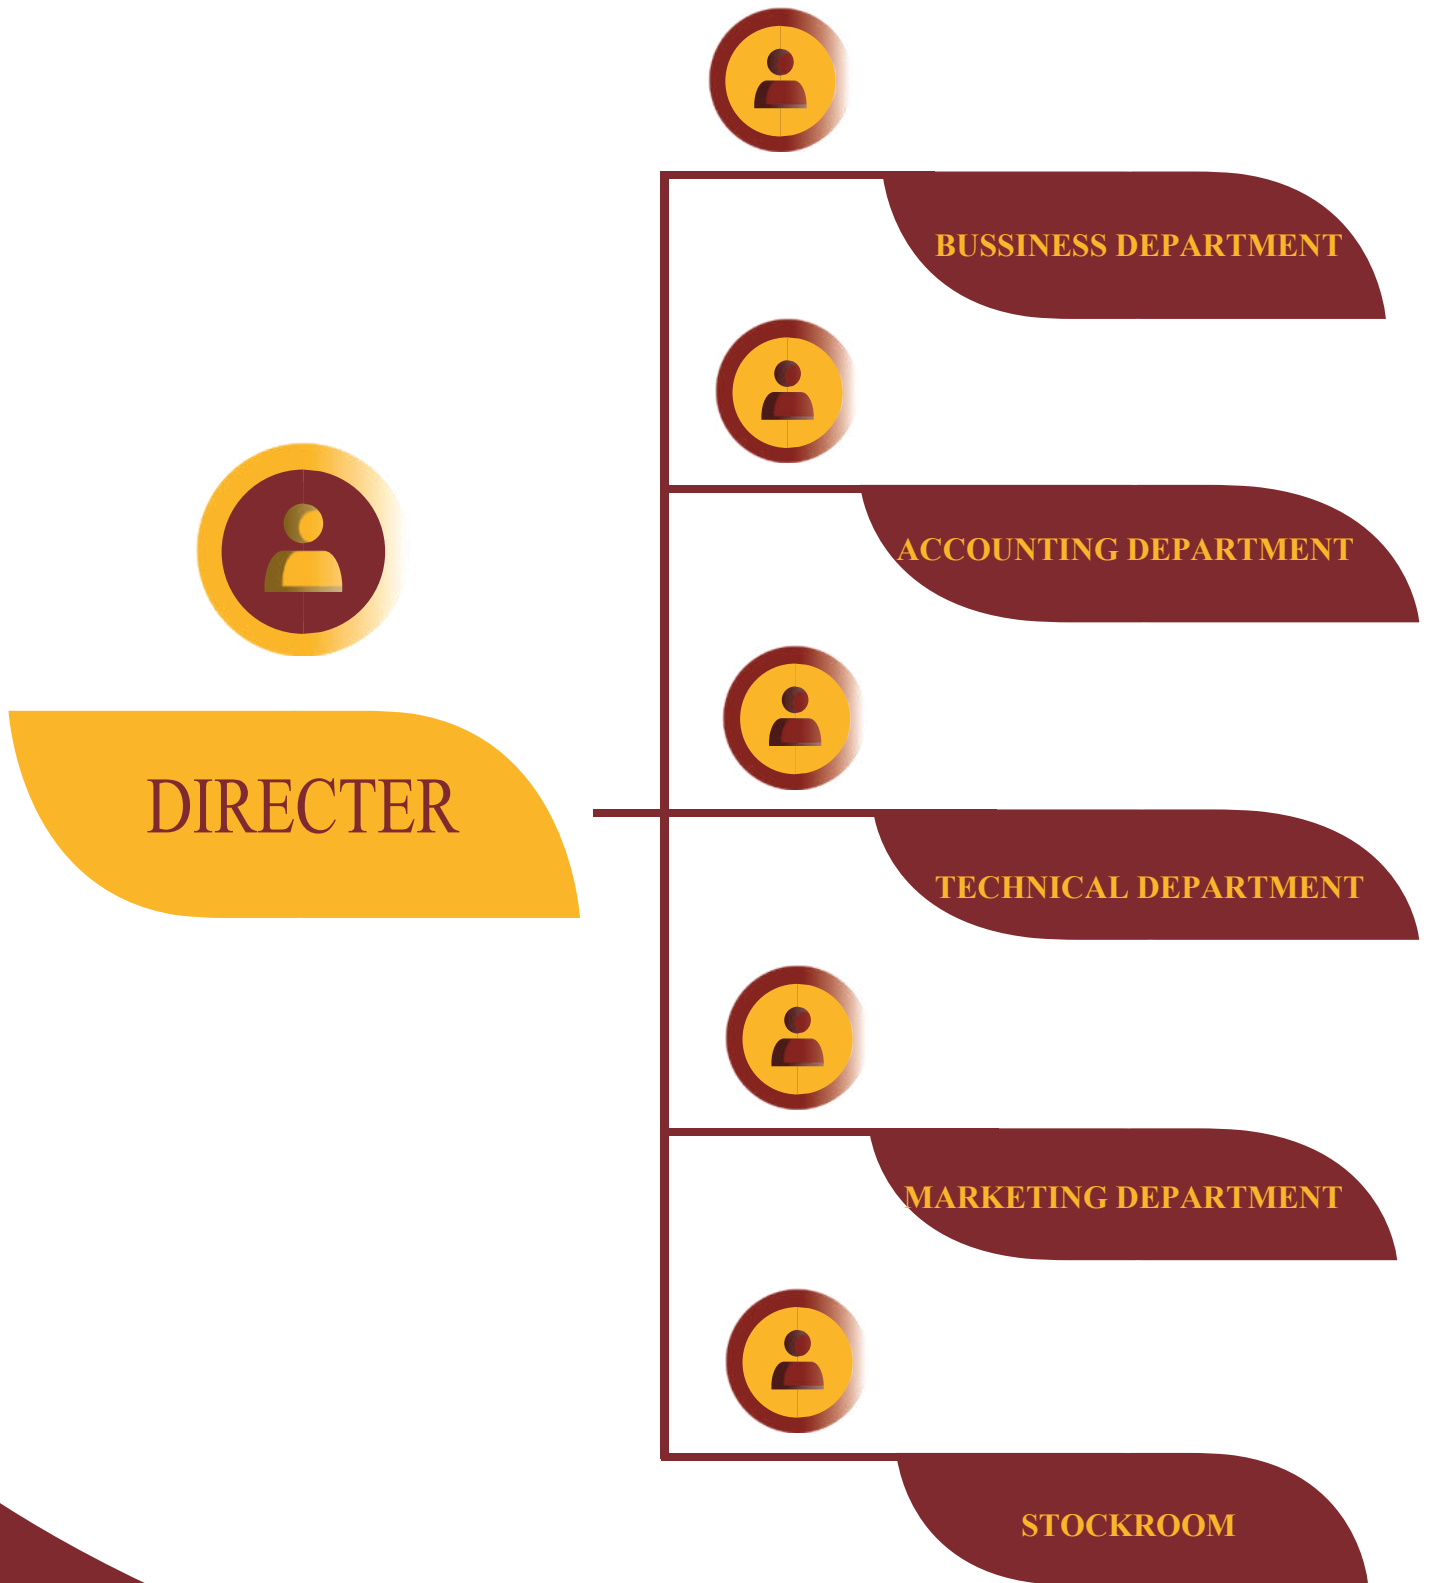 BUSSINESS DEPARTMENT
ACCOUNTING DEPARTMENT
DIRECTER
TECHNICAL DEPARTMENT
MARKETING DEPARTMENT
STOCKROOM